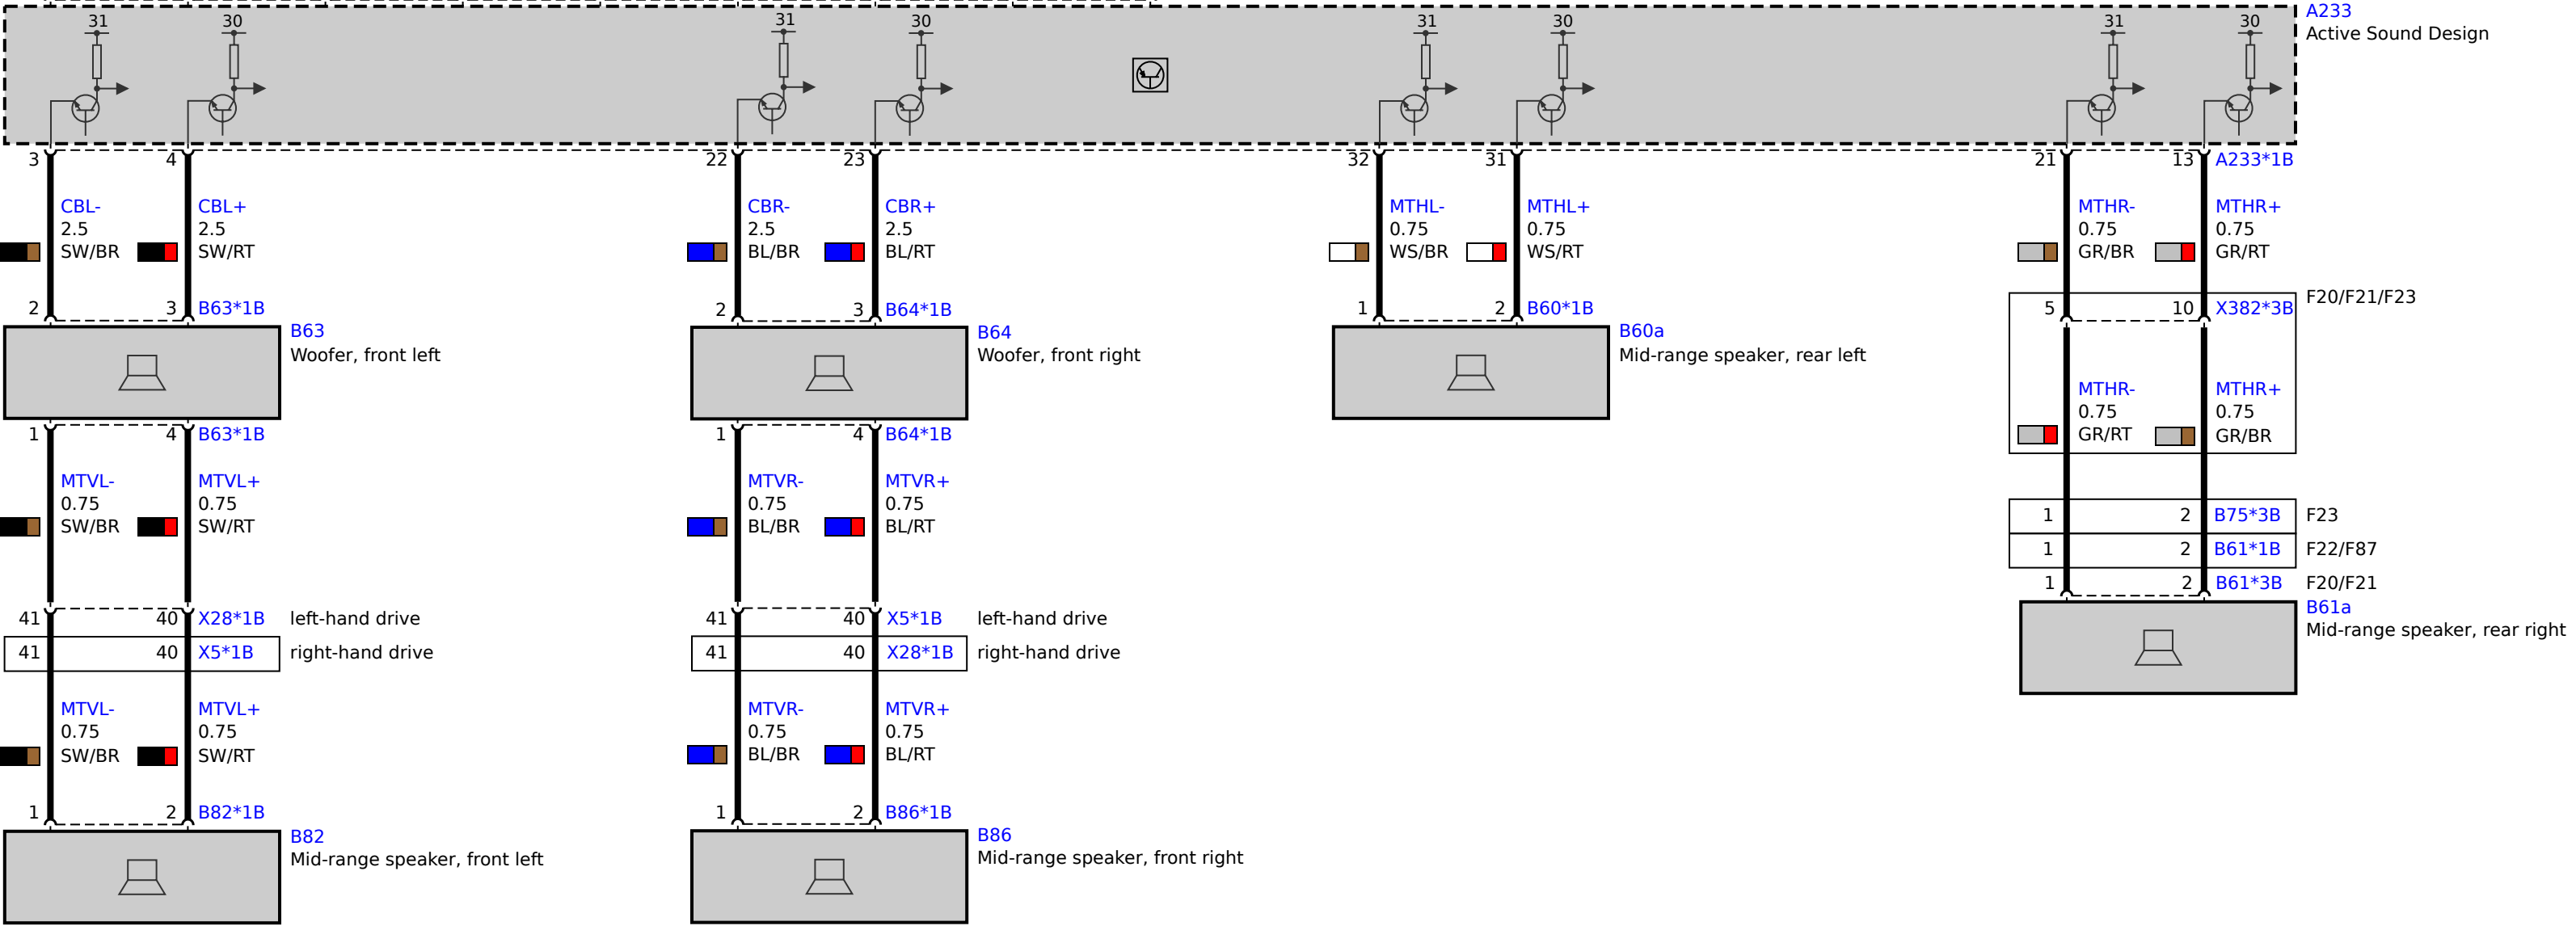 31 30 31 30 31 30 31 30 A233
Active Sound Design
3 4 22 23 32 31 21 13 A233*1B
CBL- CBL+ CBR- CBR+ MTHL- MTHL+ MTHR- MTHR+
2.5 2.5 2.5 2.5 0.75 0.75 0.75 0.75
SW/BR SW/RT BL/BR BL/RT WS/BR WS/RT GR/BR GR/RT
F20/F21/F23
2 3 B63*1B 2 3 B64*1B 1 2 B60*1B 5 10 X382*3B
B63 B64 B60a
Woofer, front left Woofer, front right Mid-range speaker, rear left
MTHR- MTHR+
0.75 0.75
GR/RT GR/BR
1 4 B63*1B 1 4 B64*1B
MTVL- MTVL+ MTVR- MTVR+
0.75 0.75 0.75 0.75
SW/BR SW/RT BL/BR BL/RT
1 2 B75*3B F23
1 2 B61*1B F22/F87
1 2 B61*3B F20/F21
B61a
Mid-range speaker, rear right
41 40 X28*1B left-hand drive 41 40 X5*1B left-hand drive
41 40 X5*1B right-hand drive 41 40 X28*1B right-hand drive
MTVL- MTVL+ MTVR- MTVR+
0.75 0.75 0.75 0.75
SW/BR SW/RT BL/BR BL/RT
1 2 B82*1B 1 2 B86*1B
B82 B86
Mid-range speaker, front left Mid-range speaker, front right